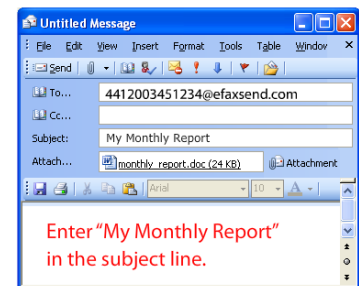 Untitled Message
File Edit View Insert Format Tools Table Window ×
Send
To... 4412003451234@efaxsend.com
Cc...
Subject: My Monthly Report
Attach... monthly_report.doc (24 KB) Attachment
Arial 10 A
Enter “My Monthly Report”
in the subject line.